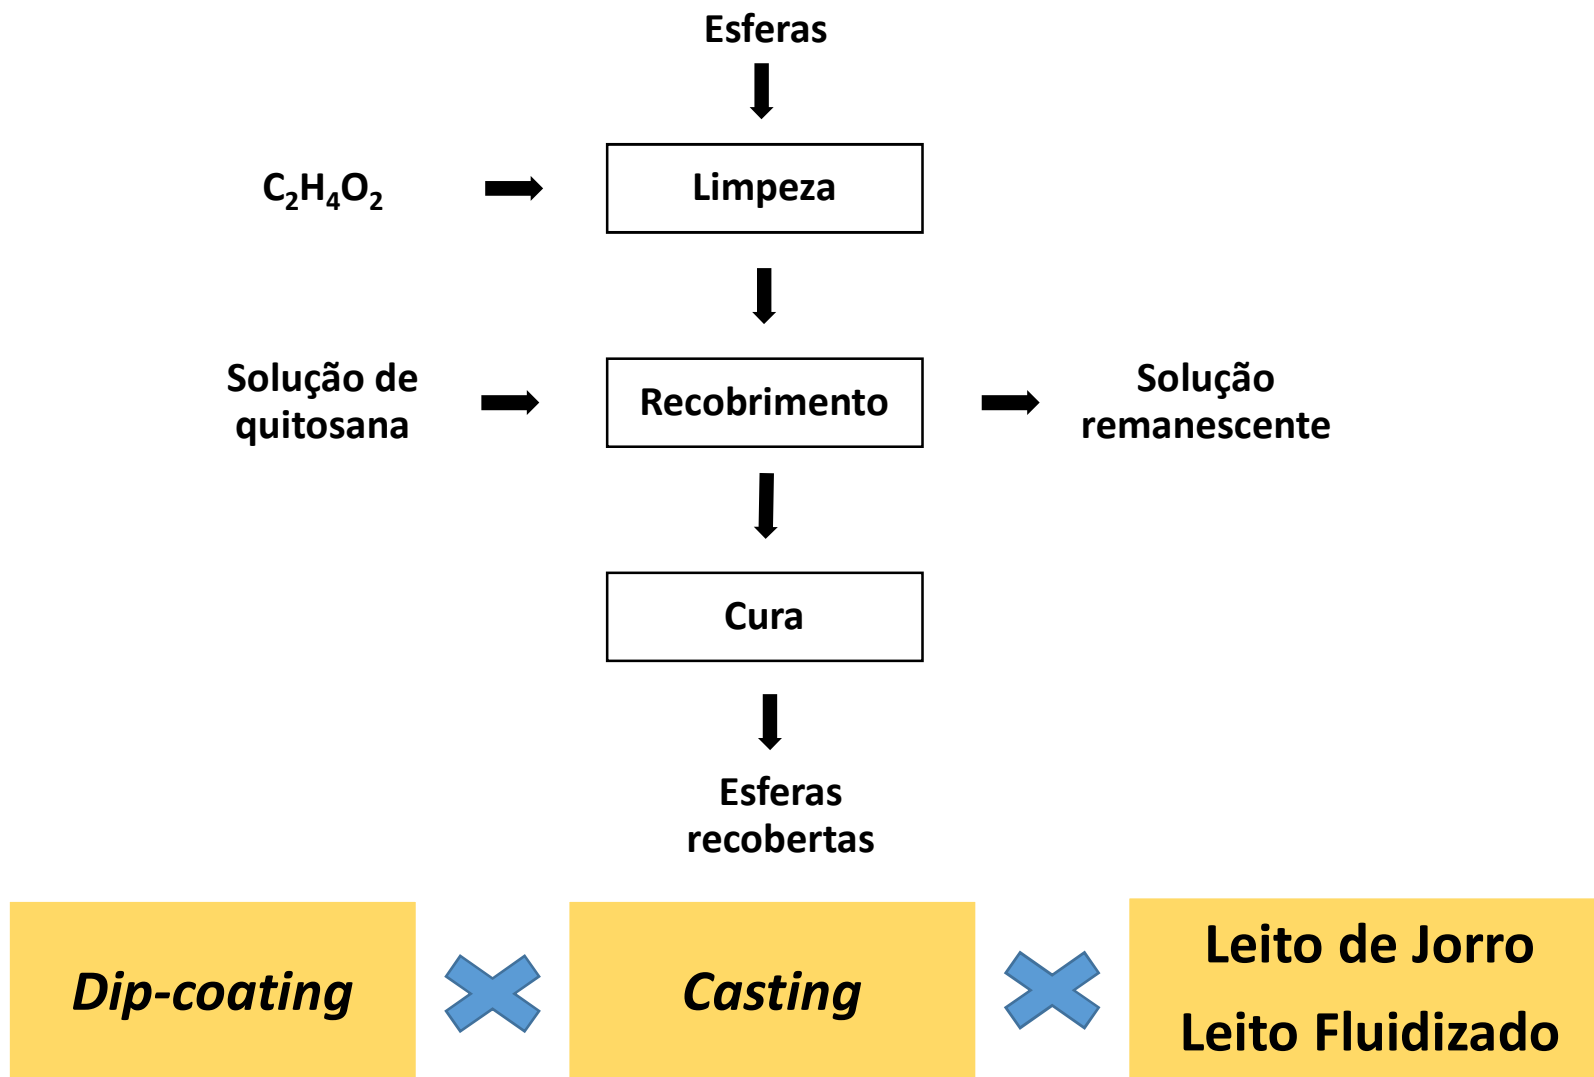 Esferas
C₂H₄O₂
Limpeza
Solução de
quitosana
Recobrimento
Solução
remanescente
Cura
Esferas
recobertas
Dip-coating
Casting
Leito de Jorro
Leito Fluidizado